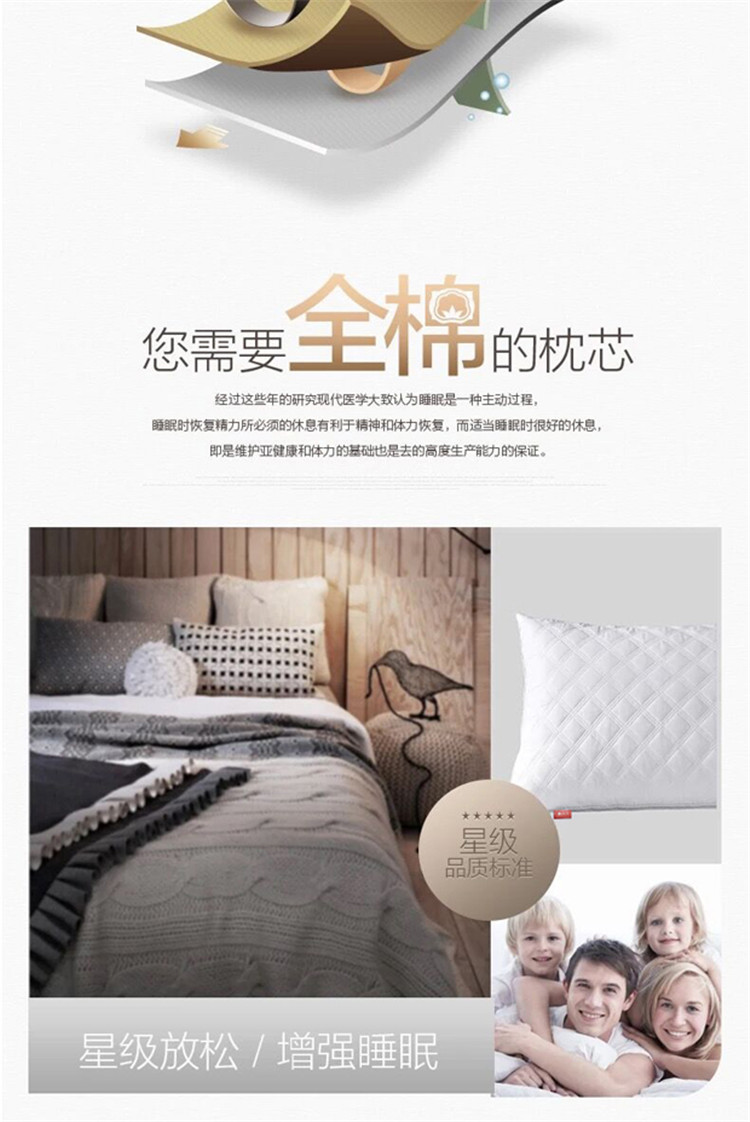 您需要全棉的枕芯
经过这些年的研究现代医学大致认为睡眠是一种主动过程，
睡眠时恢复精力所必须的休息有利于精神和体力恢复，而适当睡眠时很好的休息，
即是维护亚健康和体力的基础也是去的高度生产能力的保证。
星级
品质标准
星级放松 / 增强睡眠